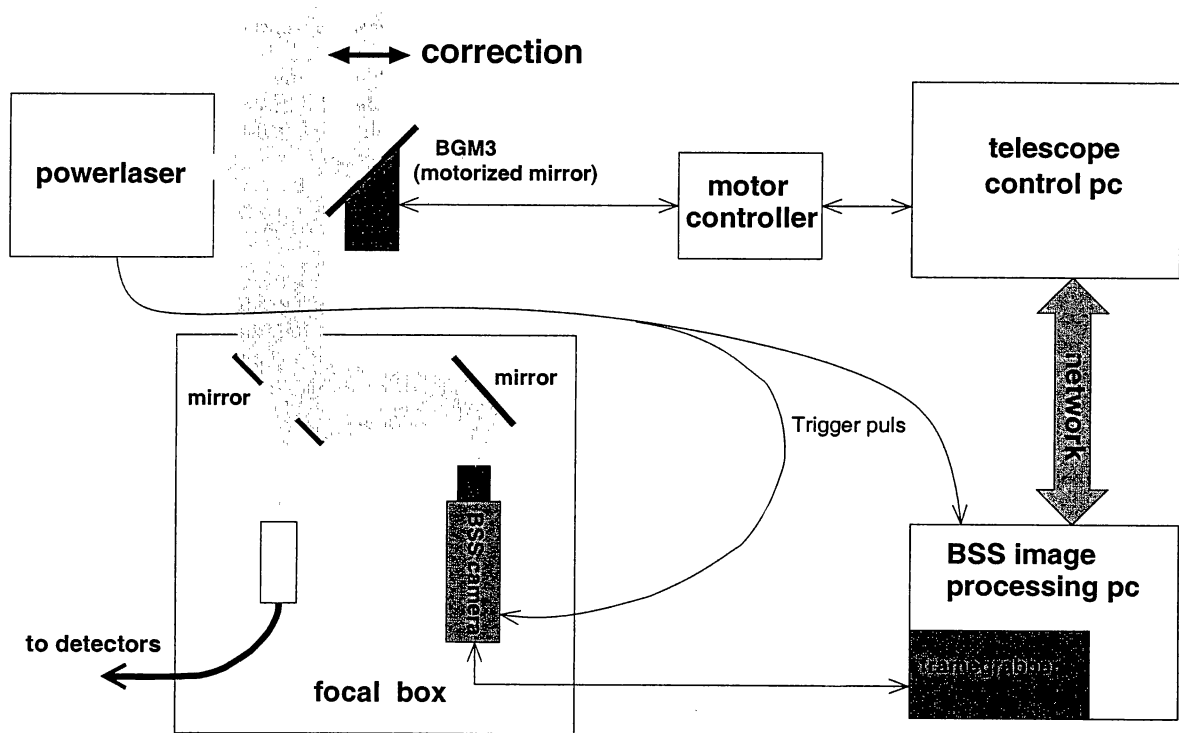 correction
powerlaser
BGM3
(motorized mirror)
motor
controller
telescope
control pc
network
mirror
mirror
Trigger puls
BSS camera
BSS image
processing pc
framegrabber
to detectors
focal box